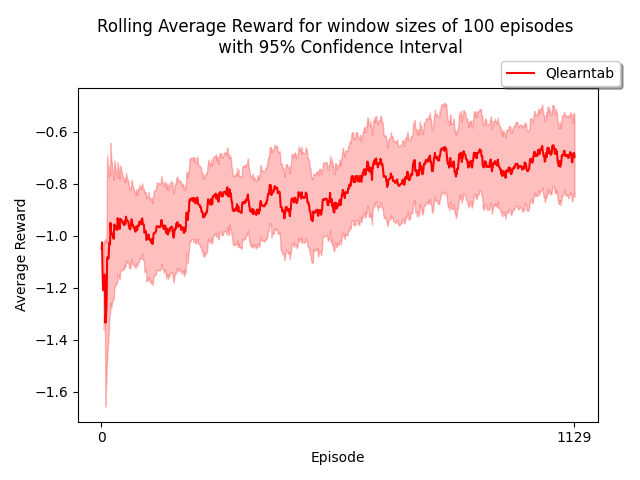 Rolling Average Reward for window sizes of 100 episodes
with 95% Confidence Interval
Qlearntab
−0.6
−0.8
−1.0
−1.2
−1.4
−1.6
Average Reward
0
1129
Episode